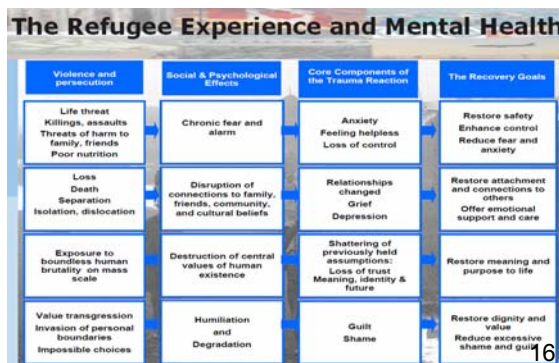 The Refugee Experience and Mental Health
Violence and
persecution
Social & Psychological
Effects
Core Components of
the Trauma Reaction
The Recovery Goals
Life threat
Killings, assaults
Threats of harm to
family, friends
Poor nutrition
Chronic fear and
alarm
Anxiety
Feeling helpless
Loss of control
Restore safety
Enhance control
Reduce fear and
anxiety
Loss
Death
Separation
Isolation, dislocation
Disruption of
connections to family,
friends, community,
and cultural beliefs
Relationships
changed
Grief
Depression
Restore attachment
and connections to
others
Offer emotional
support and care
Exposure to
boundless human
brutality on mass
scale
Destruction of central
values of human
existence
Shattering of
previously held
assumptions:
Loss of trust
Meaning, identity &
future
Restore meaning and
purpose to life
Value transgression
Invasion of personal
boundaries
Impossible choices
Humiliation
and
Degradation
Guilt
Shame
Restore dignity and
value
Reduce excessive
shame and guilt
16